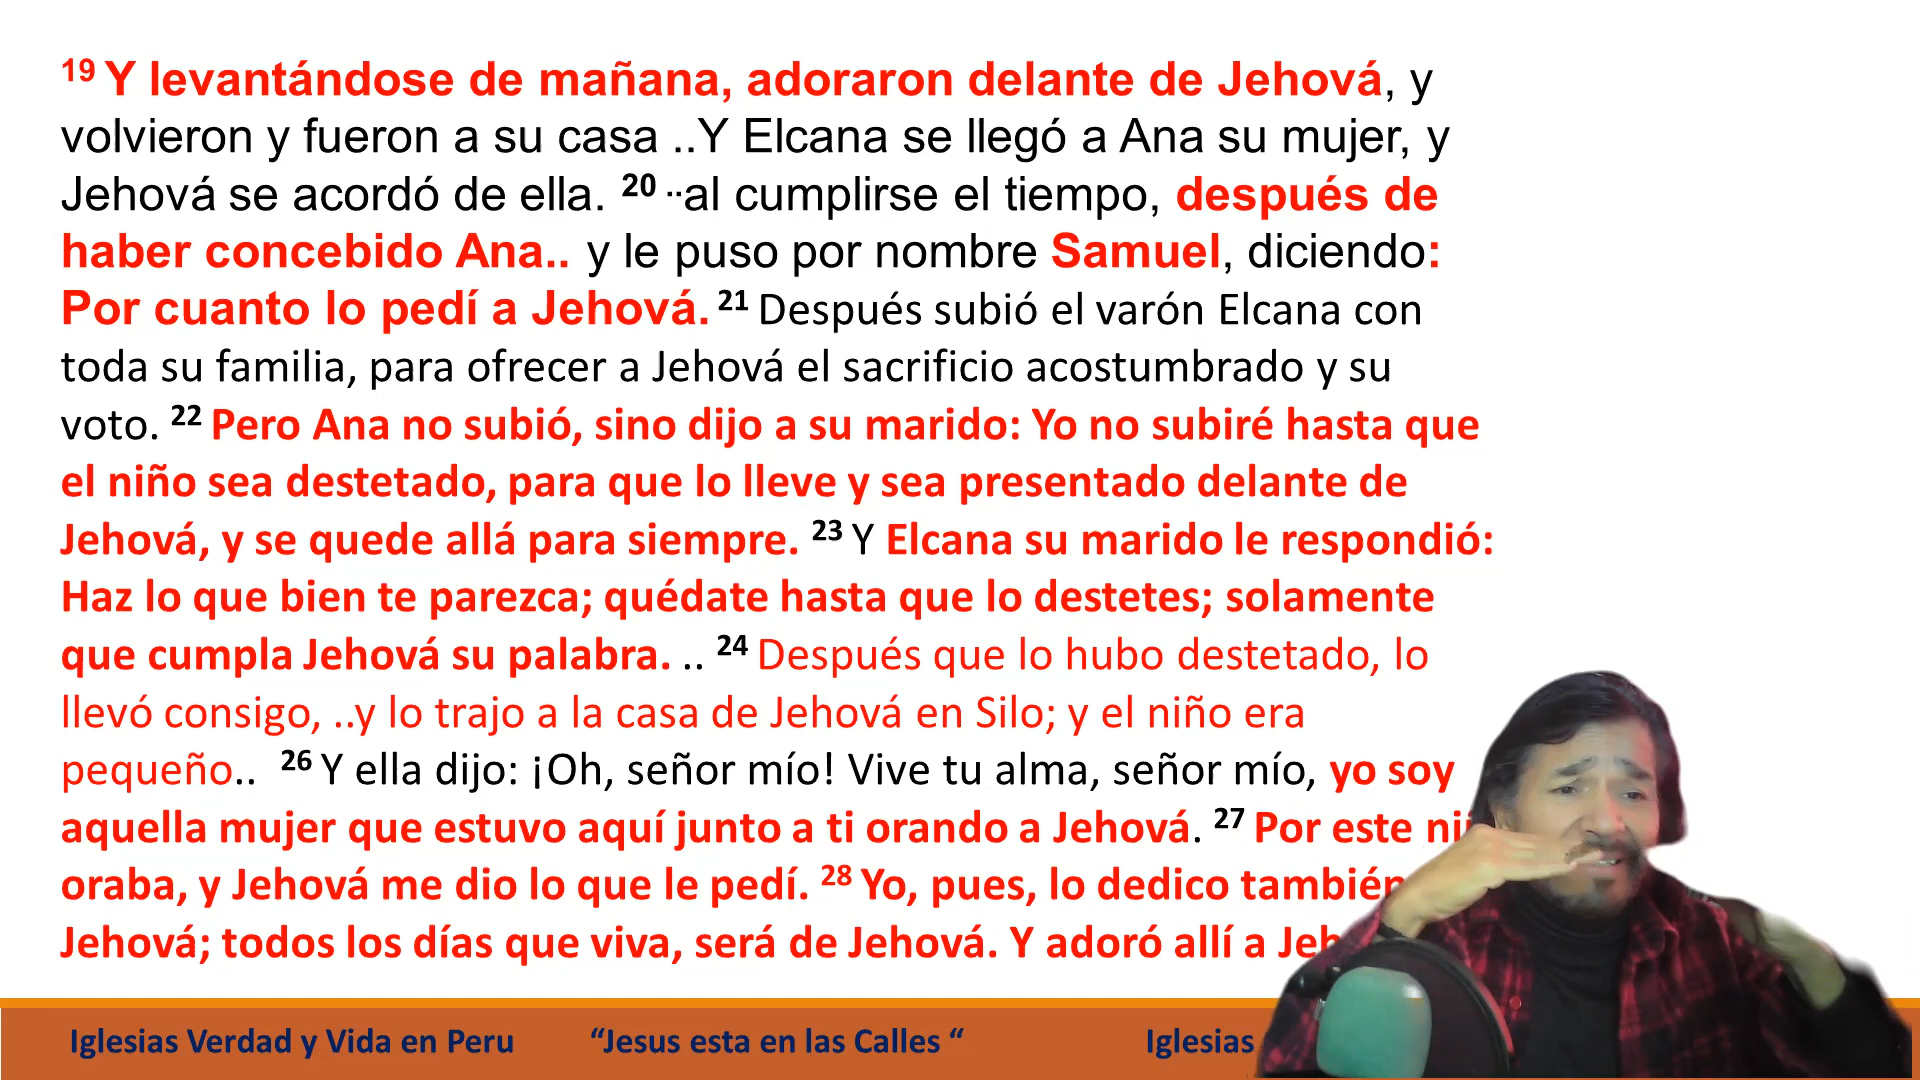 19 Y levantándose de mañana, adoraron delante de Jehová, y
volvieron y fueron a su casa ..Y Elcana se llegó a Ana su mujer, y
Jehová se acordó de ella. 20 ..al cumplirse el tiempo, después de
haber concebido Ana.. y le puso por nombre Samuel, diciendo:
Por cuanto lo pedí a Jehová. 21 Después subió el varón Elcana con
toda su familia, para ofrecer a Jehová el sacrificio acostumbrado y su
voto. 22 Pero Ana no subió, sino dijo a su marido: Yo no subiré hasta que
el niño sea destetado, para que lo lleve y sea presentado delante de
Jehová, y se quede allá para siempre. 23 Y Elcana su marido le respondió:
Haz lo que bien te parezca; quédate hasta que lo destetes; solamente
que cumpla Jehová su palabra. .. 24 Después que lo hubo destetado, lo
llevó consigo, ..y lo trajo a la casa de Jehová en Silo; y el niño era
pequeño.. 26 Y ella dijo: ¡Oh, señor mío! Vive tu alma, señor mío, yo soy
aquella mujer que estuvo aquí junto a ti orando a Jehová. 27 Por este
oraba, y Jehová me dio lo que le pedí. 28 Yo, pues, lo dedico también
Jehová; todos los días que viva, será de Jehová. Y adoró allí a
Iglesias Verdad y Vida en Peru “Jesus esta en las Calles “ Iglesias